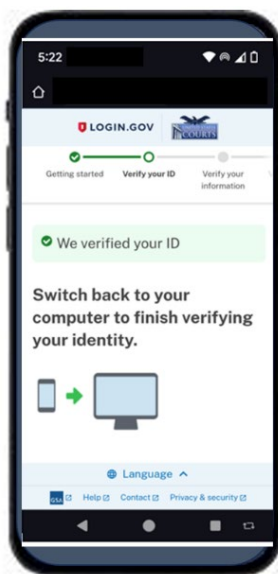 5:22
LOGIN.GOV
COURTS
Getting started
Verify your ID
Verify your
information
We verified your ID
Switch back to your
computer to finish verifying
your identity.
Language
GSA Help Contact Privacy & security